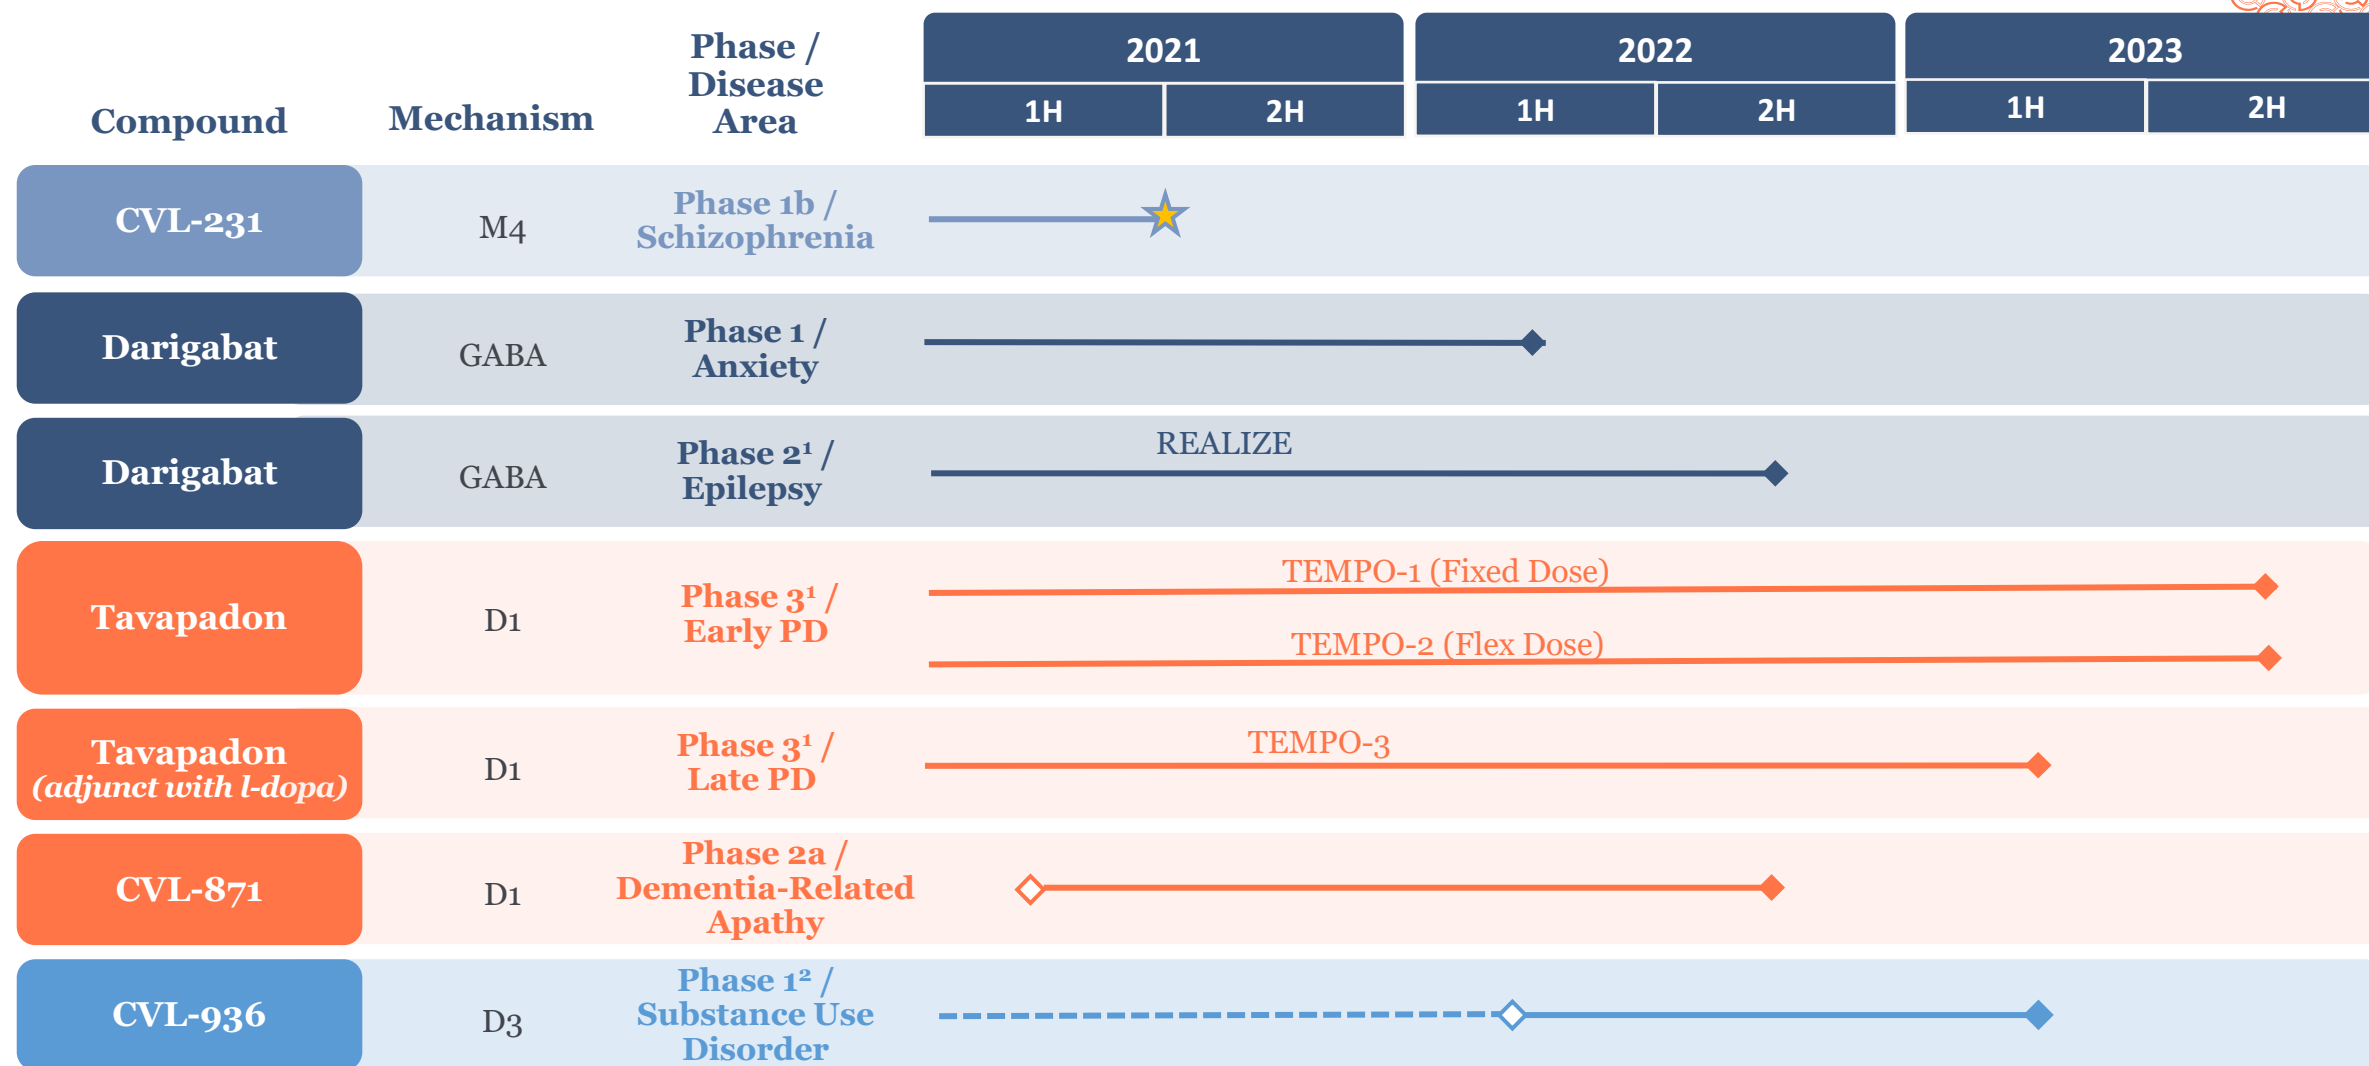 Compound
Mechanism
Phase /
Disease
Area
2021
2022
2023
1H
2H
1H
2H
1H
2H
CVL-231
M4
Phase 1b /
Schizophrenia
Darigabat
GABA
Phase 1 /
Anxiety
Darigabat
GABA
Phase 2¹ /
Epilepsy
REALIZE
Tavapadon
D1
Phase 3¹ /
Early PD
TEMPO-1 (Fixed Dose)
TEMPO-2 (Flex Dose)
Tavapadon
(adjunct with l-dopa)
D1
Phase 3¹ /
Late PD
TEMPO-3
CVL-871
D1
Phase 2a /
Dementia-Related
Apathy
CVL-936
D3
Phase 1² /
Substance Use
Disorder